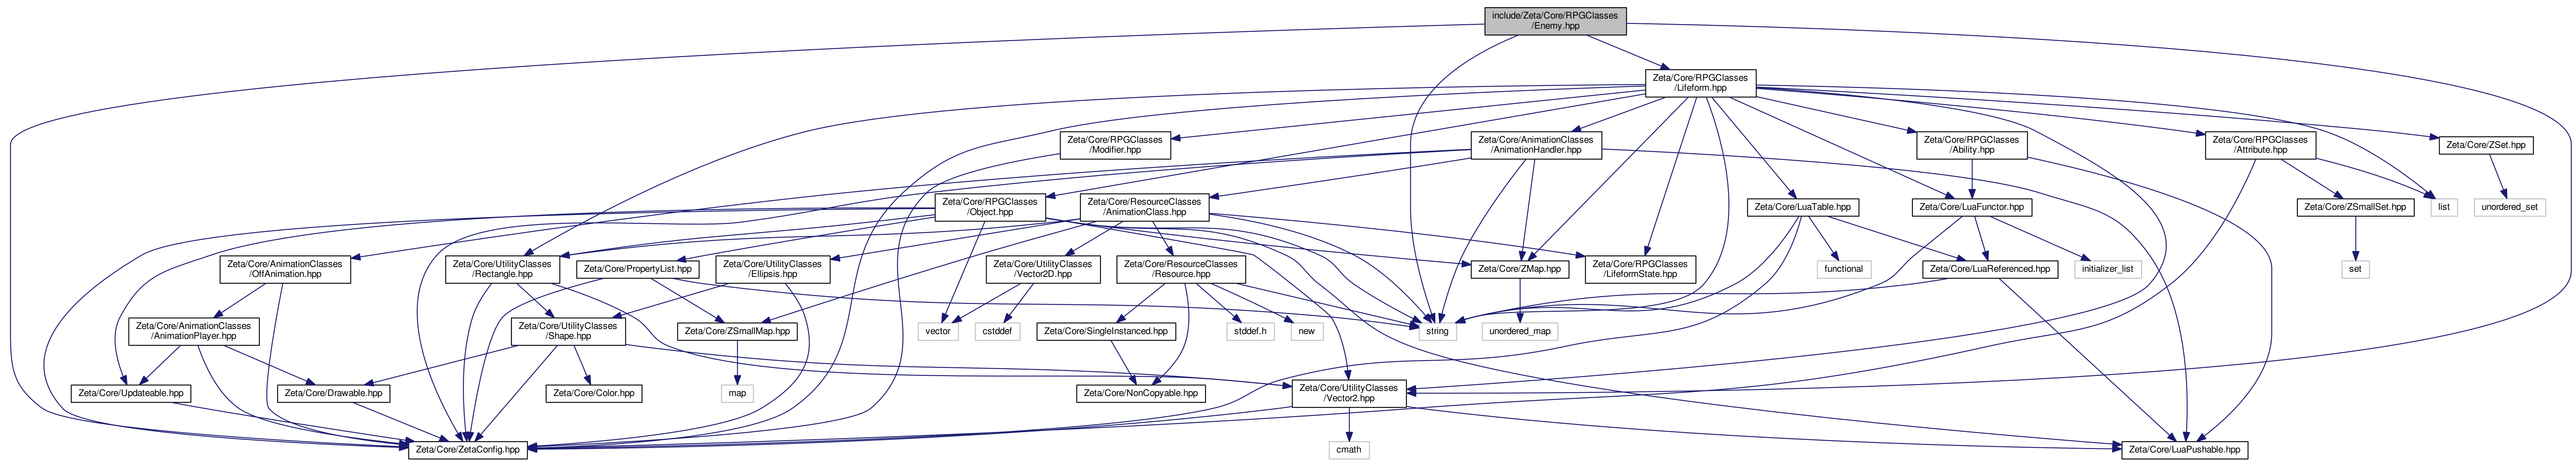 include/Zeta/Core/RPGClasses
/Enemy.hpp
Zeta/Core/RPGClasses
/Lifeform.hpp
Zeta/Core/RPGClasses
/Modifier.hpp
Zeta/Core/AnimationClasses
/AnimationHandler.hpp
Zeta/Core/RPGClasses
/Ability.hpp
Zeta/Core/RPGClasses
/Attribute.hpp
Zeta/Core/ZSet.hpp
Zeta/Core/RPGClasses
/Object.hpp
Zeta/Core/ResourceClasses
/AnimationClass.hpp
Zeta/Core/LuaTable.hpp
Zeta/Core/LuaFunctor.hpp
Zeta/Core/ZSmallSet.hpp
list
unordered_set
Zeta/Core/AnimationClasses
/OffAnimation.hpp
Zeta/Core/UtilityClasses
/Rectangle.hpp
Zeta/Core/PropertyList.hpp
Zeta/Core/UtilityClasses
/Ellipsis.hpp
Zeta/Core/UtilityClasses
/Vector2D.hpp
Zeta/Core/ResourceClasses
/Resource.hpp
Zeta/Core/ZMap.hpp
Zeta/Core/RPGClasses
/LifeformState.hpp
functional
Zeta/Core/LuaReferenced.hpp
initializer_list
set
Zeta/Core/AnimationClasses
/AnimationPlayer.hpp
Zeta/Core/UtilityClasses
/Shape.hpp
Zeta/Core/ZSmallMap.hpp
vector
cstddef
Zeta/Core/SingleInstanced.hpp
stddef.h
new
string
unordered_map
Zeta/Core/Updateable.hpp
Zeta/Core/Drawable.hpp
Zeta/Core/Color.hpp
map
Zeta/Core/NonCopyable.hpp
Zeta/Core/UtilityClasses
/Vector2.hpp
Zeta/Core/ZetaConfig.hpp
cmath
Zeta/Core/LuaPushable.hpp